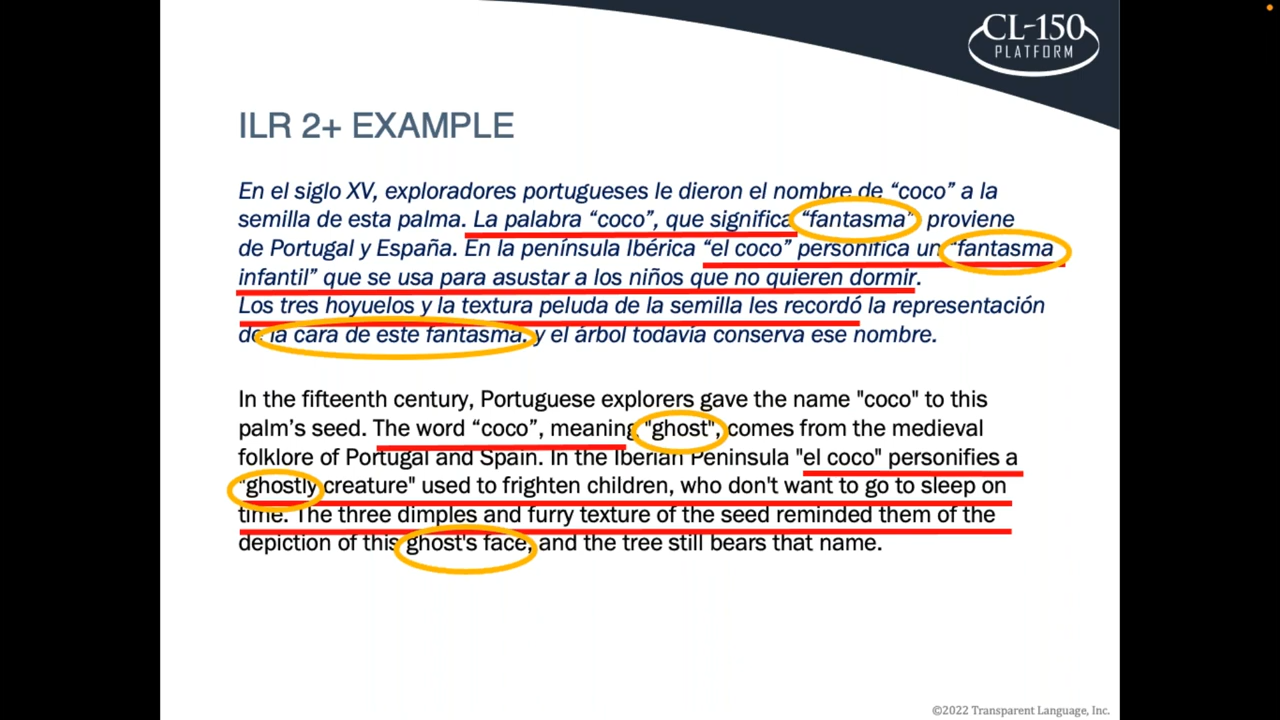 CL-150
PLATFORM
ILR 2+ EXAMPLE
En el siglo XV, exploradores portugueses le dieron el nombre de “coco” a la
semilla de esta palma. La palabra “coco”, que significa “fantasma” proviene
de Portugal y España. En la península Ibérica “el coco” personifica un “fantasma
infantil” que se usa para asustar a los niños que no quieren dormir.
Los tres hoyuelos y la textura peluda de la semilla les recordó la representación
de la cara de este fantasma, y el árbol todavía conserva ese nombre.
In the fifteenth century, Portuguese explorers gave the name "coco" to this
palm’s seed. The word “coco”, meaning "ghost", comes from the medieval
folklore of Portugal and Spain. In the Iberian Peninsula "el coco" personifies a
"ghostly creature" used to frighten children, who don't want to go to sleep on
time. The three dimples and furry texture of the seed reminded them of the
depiction of this ghost's face, and the tree still bears that name.
©2022 Transparent Language, Inc.